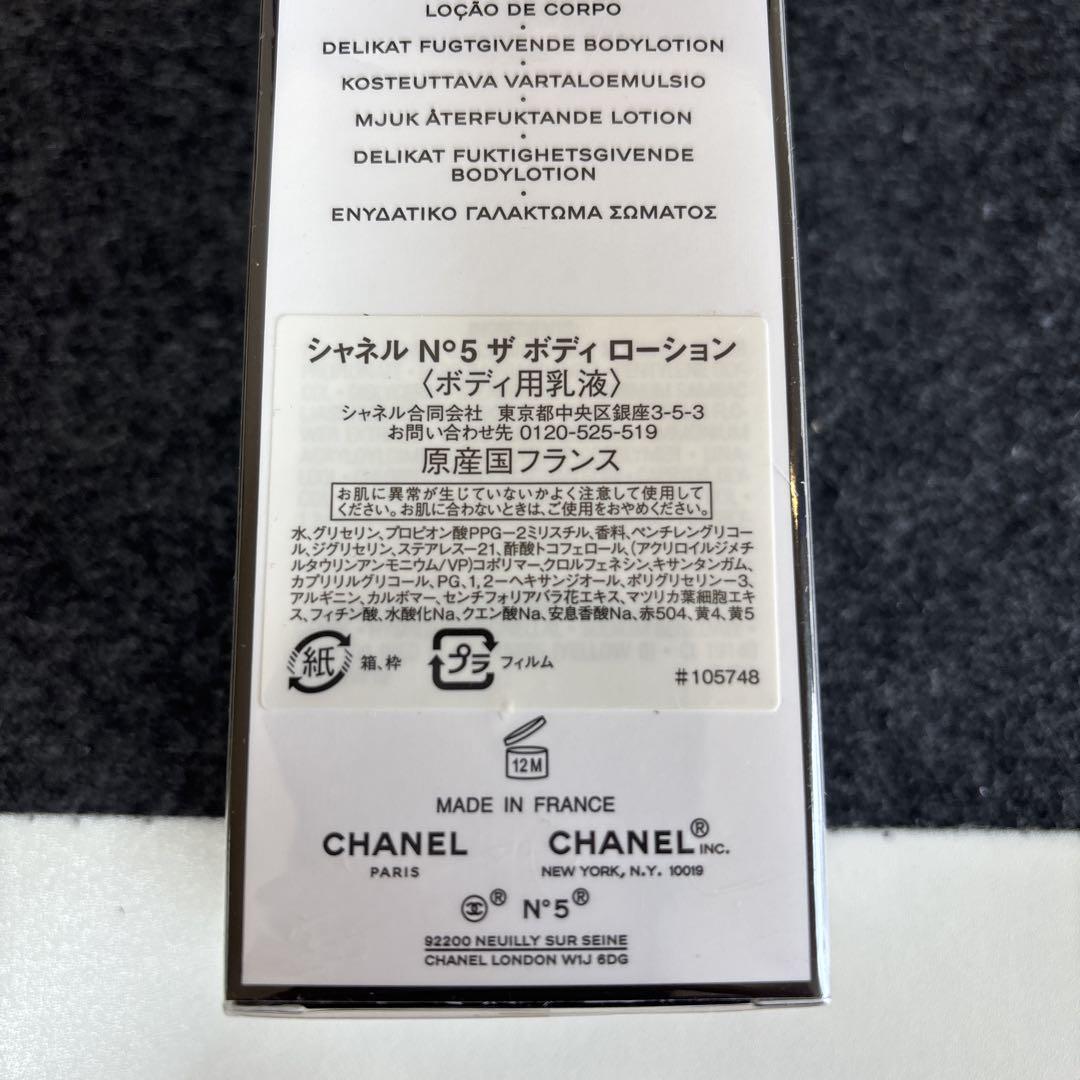 LOÇÃO DE CORPO
•
DELIKAT FUGTGIVENDE BODYLOTION
•
KOSTEUTTAVA VARTALOEMULSIO
•
MJUK ÅTERFUKTANDE LOTION
•
DELIKAT FUKTIGHETSGIVENDE
BODYLOTION
•
ΕΝΥΔΑΤΙΚΟ ΓΑΛΑΚΤΩΜΑ ΣΩΜΑΤΟΣ
シャネル N°5 ザ ボディ ローション
〈ボディ用乳液〉
シャネル合同会社 東京都中央区銀座3-5-3
お問い合わせ先 0120-525-519
原産国フランス
お肌に異常が生じていないかよく注意して使用して
ください。お肌に合わないときは、ご使用をおやめください。
水、グリセリン、プロピオン酸PPG-2ミリスチル、香料、ペンチレングリコー
ル、ジグリセリン、ステアレス-21、酢酸トコフェロール、(アクリロイルジメチ
ルタウリンアンモニウム/VP)コポリマー、クロルフェネシン、キサンタンガム、
カプリリルグリコール、PG、1,2-ヘキサンジオール、ポリグリセリン-3、
アルギニン、カルボマー、センチフォリアバラ花エキス、マツリカ葉細胞エキ
ス、フィチン酸、水酸化Na、クエン酸Na、安息香酸Na、赤504、黄4、黄5
紙 箱、枠 プラ フィルム
#105748
12M
MADE IN FRANCE
CHANEL CHANEL® INC.
PARIS NEW YORK, N.Y. 10019
® N°5®
92200 NEUILLY SUR SEINE
CHANEL LONDON W1J 6DG